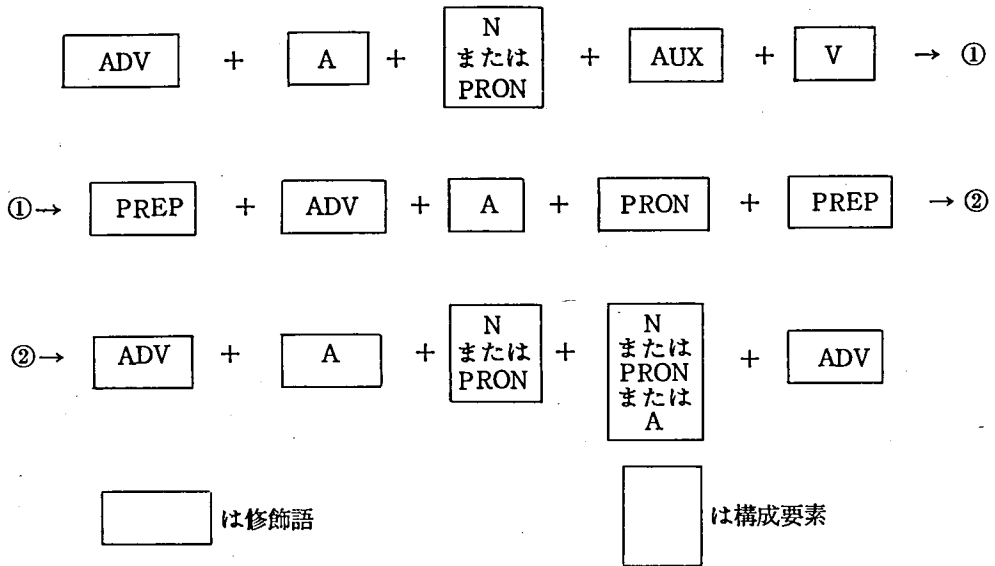 ADV + A + N または PRON + AUX + V → ①
①→ PREP + ADV + A + PRON + PREP → ②
②→ ADV + A + N または PRON + N または PRON または A + ADV
は修飾語 は構成要素